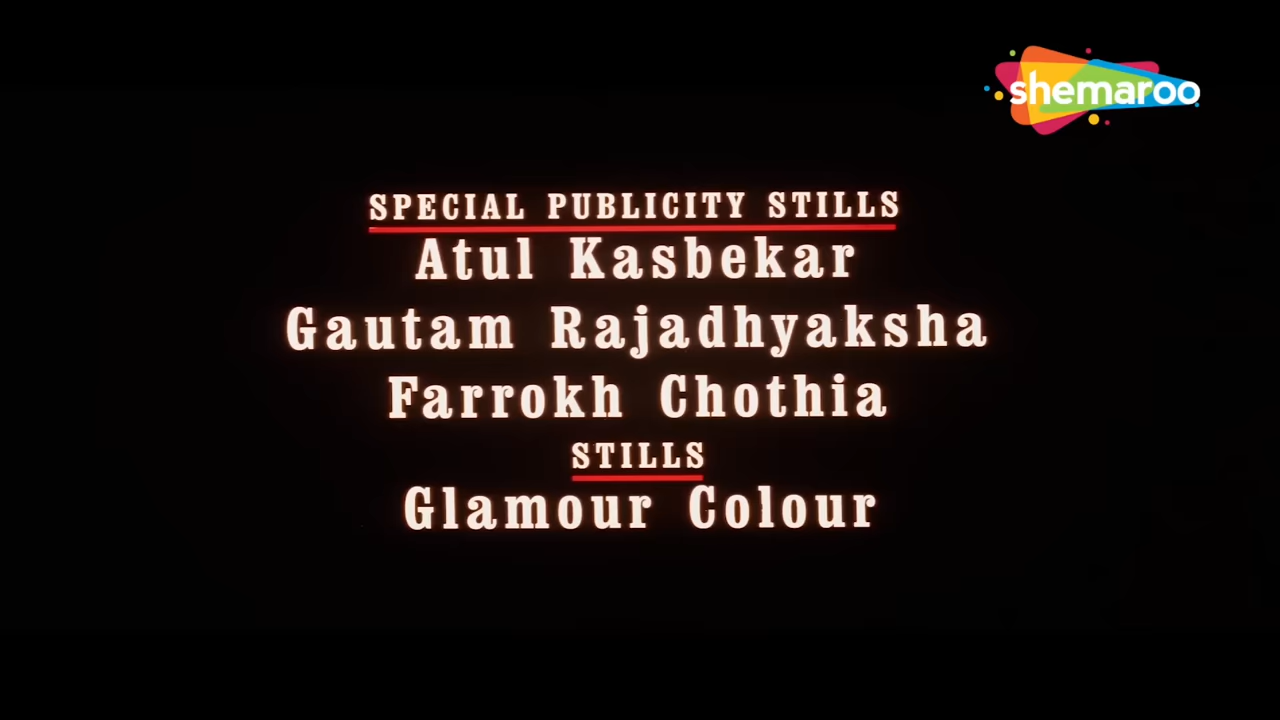 shemaroo
SPECIAL PUBLICITY STILLS
Atul Kasbekar
Gautam Rajadhyaksha
Farrokh Chothia
STILLS
Glamour Colour